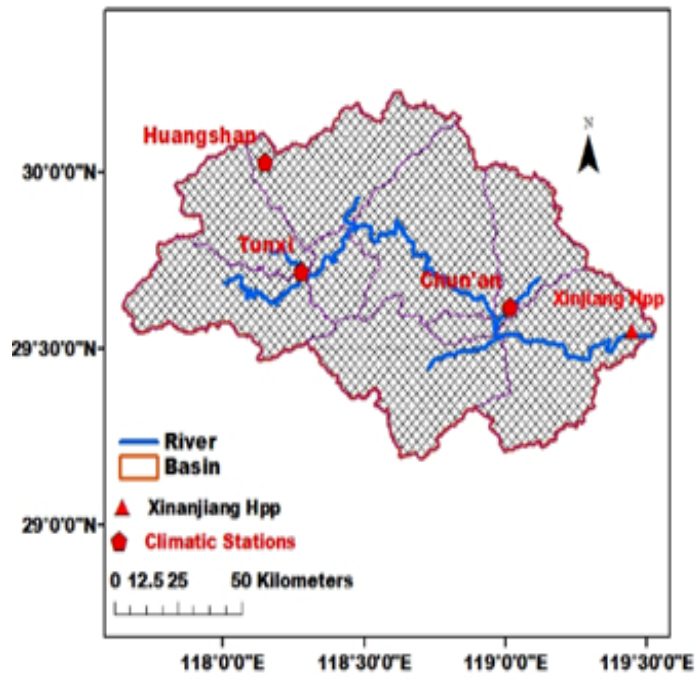 Huangshan
N
30°0'0"N
Tunxi
Chun'an
Xinjiang Hpp
29°30'0"N
River
Basin
Xinanjiang Hpp
29°0'0"N
Climatic Stations
0 12.5 25 50 Kilometers
118°0'0"E 118°30'0"E 119°0'0"E 119°30'0"E